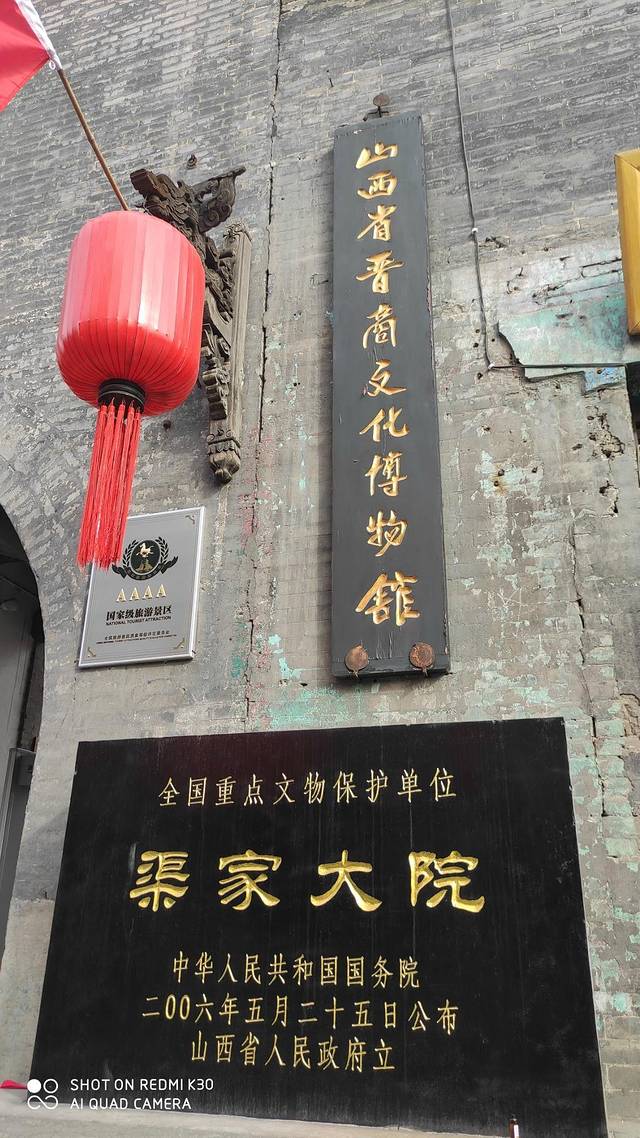 山西省晋商文化博物馆
AAAA
国家级旅游景区
NATIONAL TOURIST ATTRACTION
全国重点文物保护单位
渠家大院
中华人民共和国国务院
二00六年五月二十五日公布
山西省人民政府立
SHOT ON REDMI K30
AI QUAD CAMERA